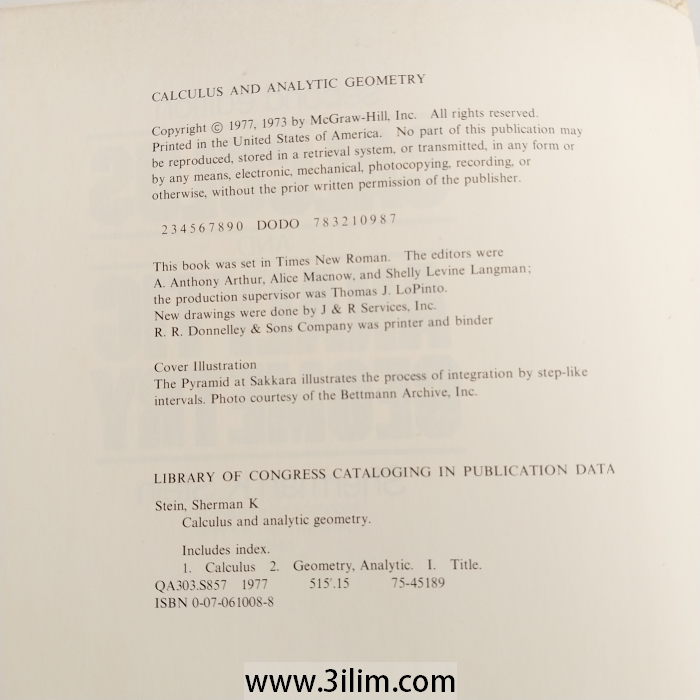 CALCULUS AND ANALYTIC GEOMETRY
Copyright © 1977, 1973 by McGraw-Hill, Inc. All rights reserved.
Printed in the United States of America. No part of this publication may
be reproduced, stored in a retrieval system, or transmitted, in any form or
by any means, electronic, mechanical, photocopying, recording, or
otherwise, without the prior written permission of the publisher.
234567890 DODO 783210987
This book was set in Times New Roman. The editors were
A. Anthony Arthur, Alice Macnow, and Shelly Levine Langman;
the production supervisor was Thomas J. LoPinto.
New drawings were done by J & R Services, Inc.
R. R. Donnelley & Sons Company was printer and binder
Cover Illustration
The Pyramid at Sakkara illustrates the process of integration by step-like
intervals. Photo courtesy of the Bettmann Archive, Inc.
LIBRARY OF CONGRESS CATALOGING IN PUBLICATION DATA
Stein, Sherman K
Calculus and analytic geometry.
Includes index.
1. Calculus 2. Geometry, Analytic. I. Title.
QA303.S857 1977 515'.15 75-45189
ISBN 0-07-061008-8
www.3ilim.com